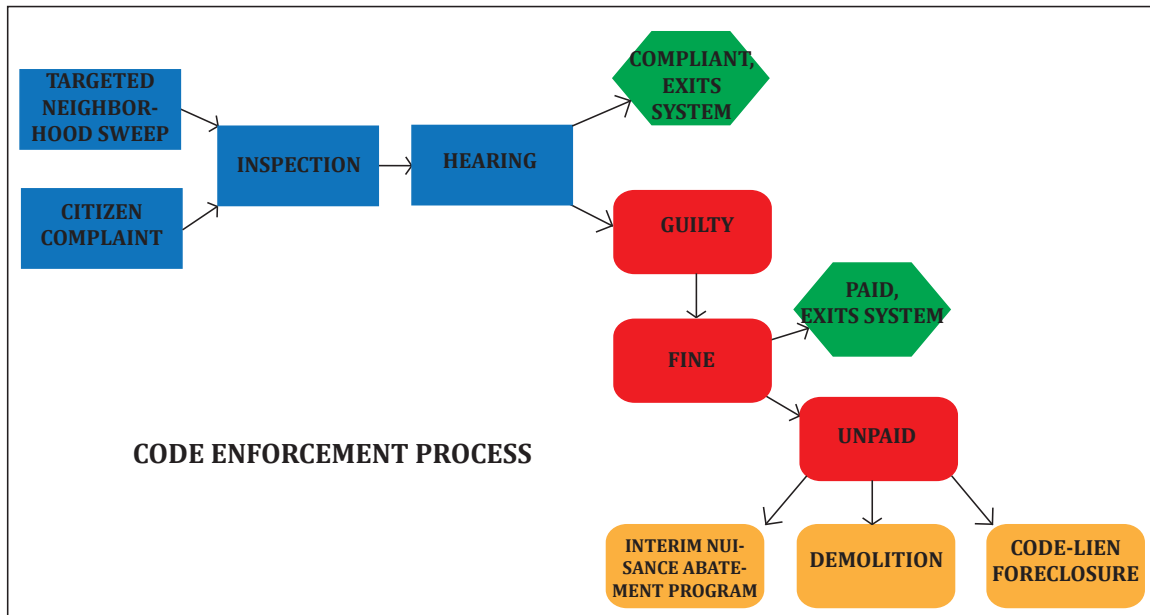 TARGETED
NEIGHBOR-
HOOD SWEEP
CITIZEN
COMPLAINT
INSPECTION
HEARING
COMPLIANT,
EXITS
SYSTEM
GUILTY
FINE
PAID,
EXITS SYSTEM
UNPAID
CODE ENFORCEMENT PROCESS
INTERIM NUI-
SANCE ABATE-
MENT PROGRAM
DEMOLITION
CODE-LIEN
FORECLOSURE